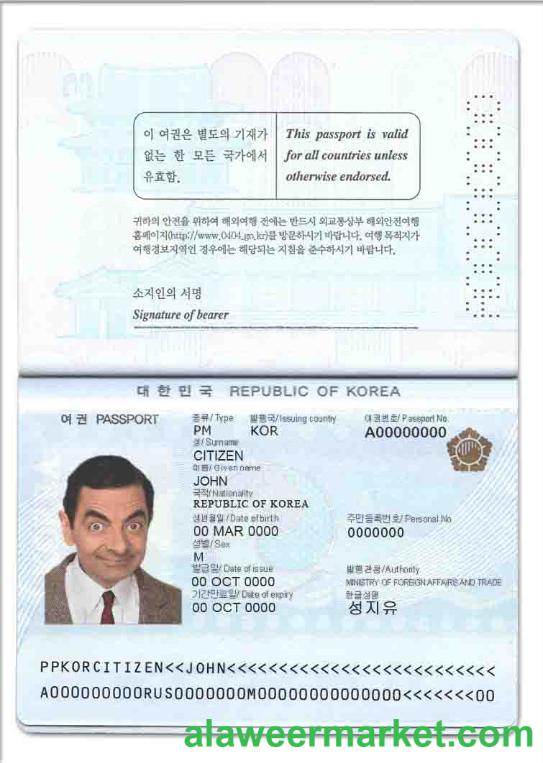 이 여권은 별도의 기재가
없는 한 모든 국가에서
유효함.
This passport is valid
for all countries unless
otherwise endorsed.
귀하의 안전을 위하여 해외여행 전에는 반드시 외교통상부 해외안전여행
홈페이지(http://www.0404.go.kr)를 방문하시기 바랍니다. 여행 목적지가
여행경보지역인 경우에는 해당되는 지침을 준수하시기 바랍니다.
소지인의 서명
Signature of bearer
대한민국 REPUBLIC OF KOREA
여권 PASSPORT
종류/Type 발행국/Issuing country 여권번호/Passport No.
PM KOR A00000000
성/Surname
CITIZEN
이름/Given name
JOHN
국적/Nationality
REPUBLIC OF KOREA
생년월일/Date of birth 주민등록번호/Personal No
00 MAR 0000 0000000
성별/Sex
M
발급일/Date of issue 발행관청/Authority
00 OCT 0000 MINISTRY OF FOREIGN AFFAIRS AND TRADE
기간만료일/Date of expiry 한글성명
00 OCT 0000 성지유
PPKORCITIZEN<<JOHN<<<<<<<<<<<<<<<<<<<<<<<<<<
A000000000RUS0000000M00000000000000<<<<<<<00
alaweermarket.com